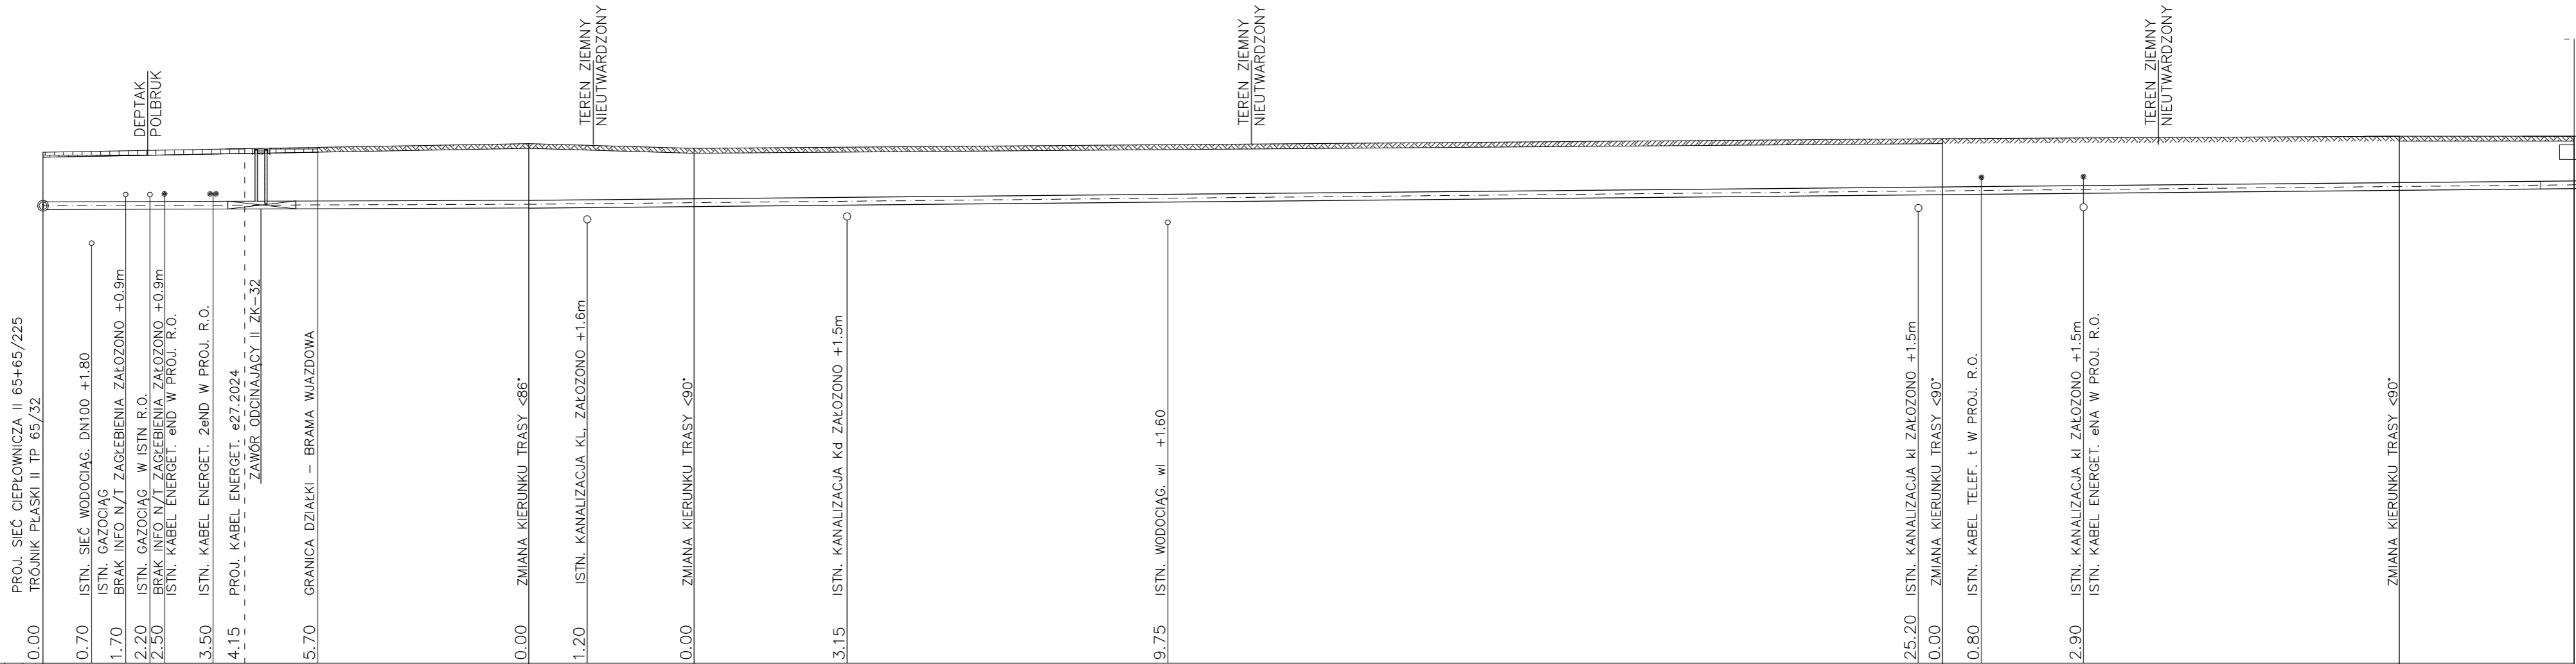 DEPTAK
POLBRUK
TEREN ZIEMNY
NIEUTWARDZONY
TEREN ZIEMNY
NIEUTWARDZONY
TEREN ZIEMNY
NIEUTWARDZONY
PROJ. SIEĆ CIEPŁOWNICZA II 65+65/225
TRÓJNIK PŁASKI II TP 65/32
0.00
0.70 ISTN. SIEĆ WODOCIĄG. DN100 +1.80
ISTN. GAZOCIĄG
1.70 BRAK INFO N/T ZAGŁEBIENIA ZAŁOZONO +0.9m
2.20 ISTN. GAZOCIĄG W ISTN R.O.
BRAK INFO N/T ZAGŁEBIENIA ZAŁOZONO +0.9m
2.50 ISTN. KABEL ENERGET. eND W PROJ. R.O.
3.50 ISTN. KABEL ENERGET. 2eND W PROJ. R.O.
4.15 PROJ. KABEL ENERGET. e27.2024
ZAWÓR ODCINAJĄCY II ZK-32
5.70 GRANICA DZIAŁKI – BRAMA WJAZDOWA
0.00 ZMIANA KIERUNKU TRASY <86°
1.20 ISTN. KANALIZACJA KL, ZAŁOZONO +1.6m
0.00 ZMIANA KIERUNKU TRASY <90°
3.15 ISTN. KANALIZACJA Kd ZAŁOZONO +1.5m
9.75 ISTN. WODOCIĄG. wl +1.60
25.20 ISTN. KANALIZACJA kl ZAŁOZONO +1.5m
0.00 ZMIANA KIERUNKU TRASY <90°
0.80 ISTN. KABEL TELEF. t W PROJ. R.O.
2.90 ISTN. KANALIZACJA kl ZAŁOZONO +1.5m
ISTN. KABEL ENERGET. eNA W PROJ. R.O.
ZMIANA KIERUNKU TRASY <90°